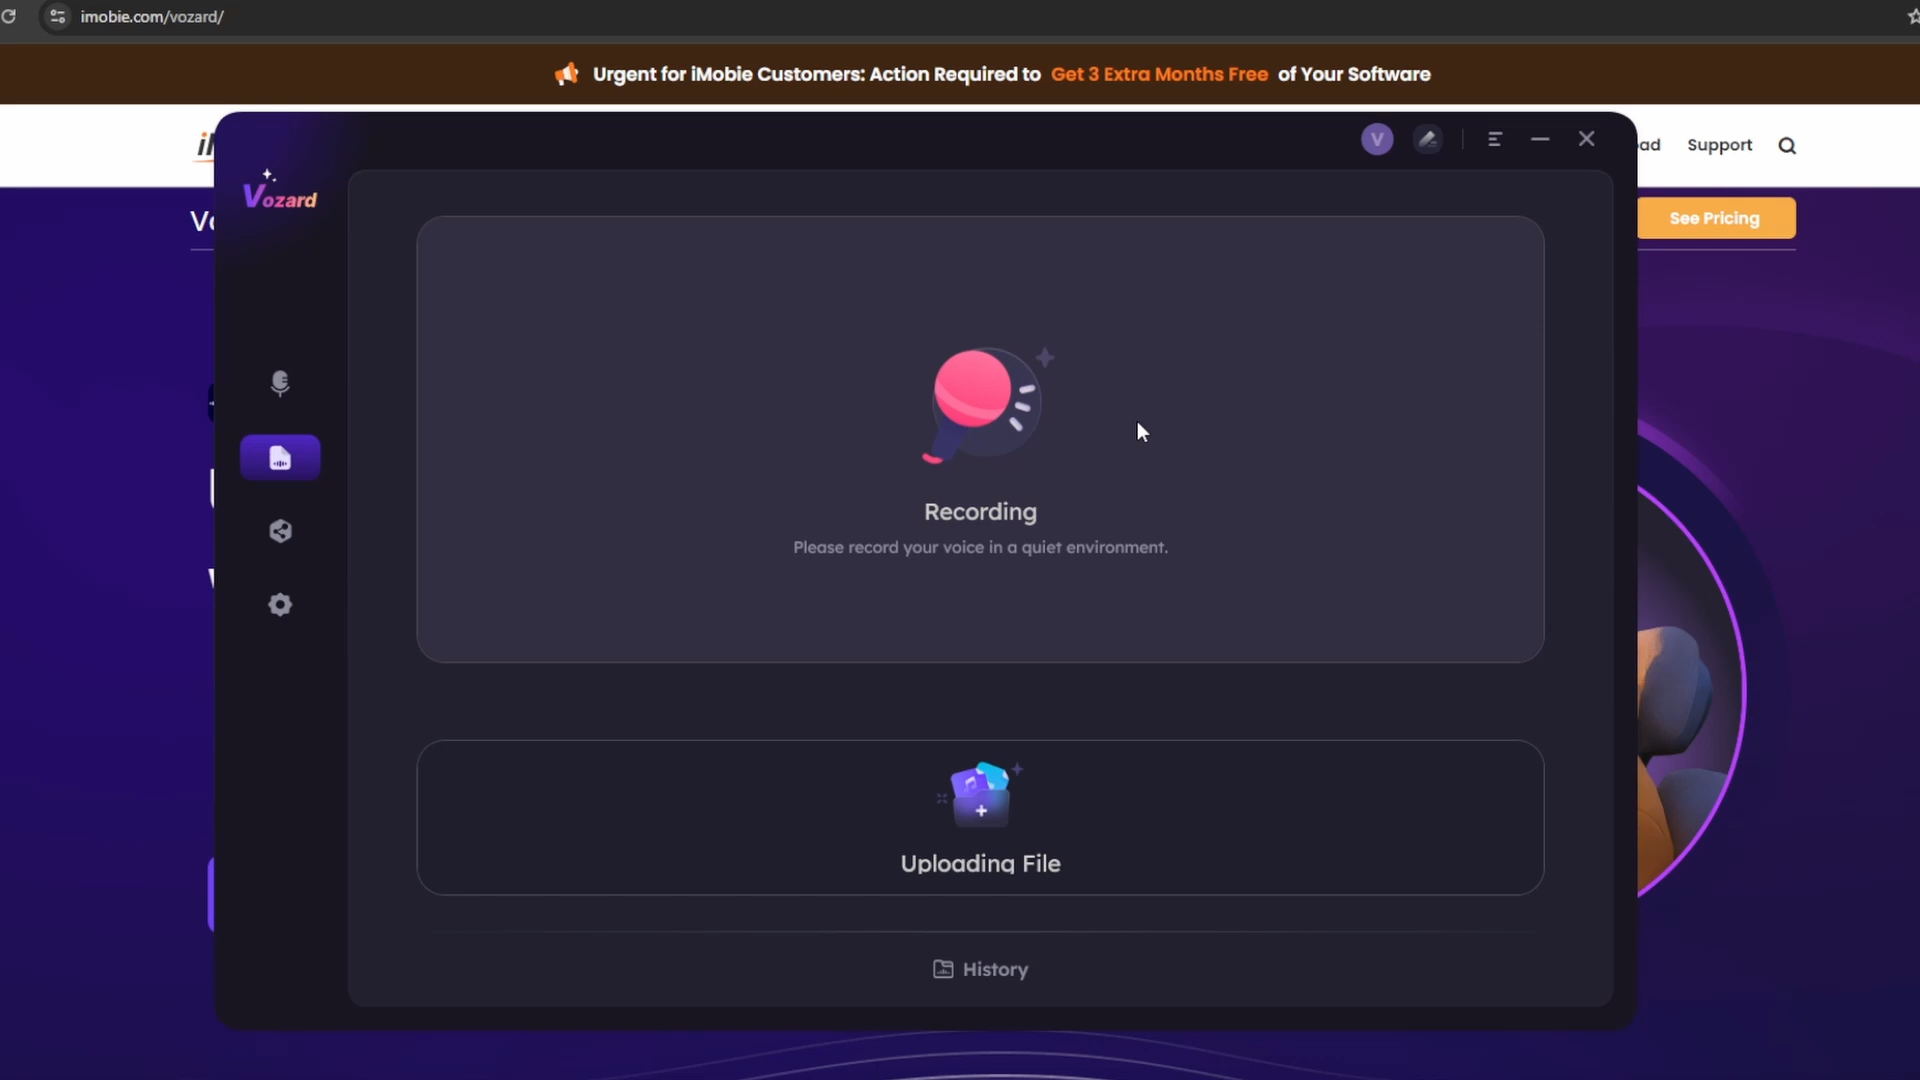 imobie.com/vozard/
Urgent for iMobie Customers: Action Required to Get 3 Extra Months Free of Your Software
V
Support
Vozard
See Pricing
Recording
Please record your voice in a quiet environment.
Uploading File
History